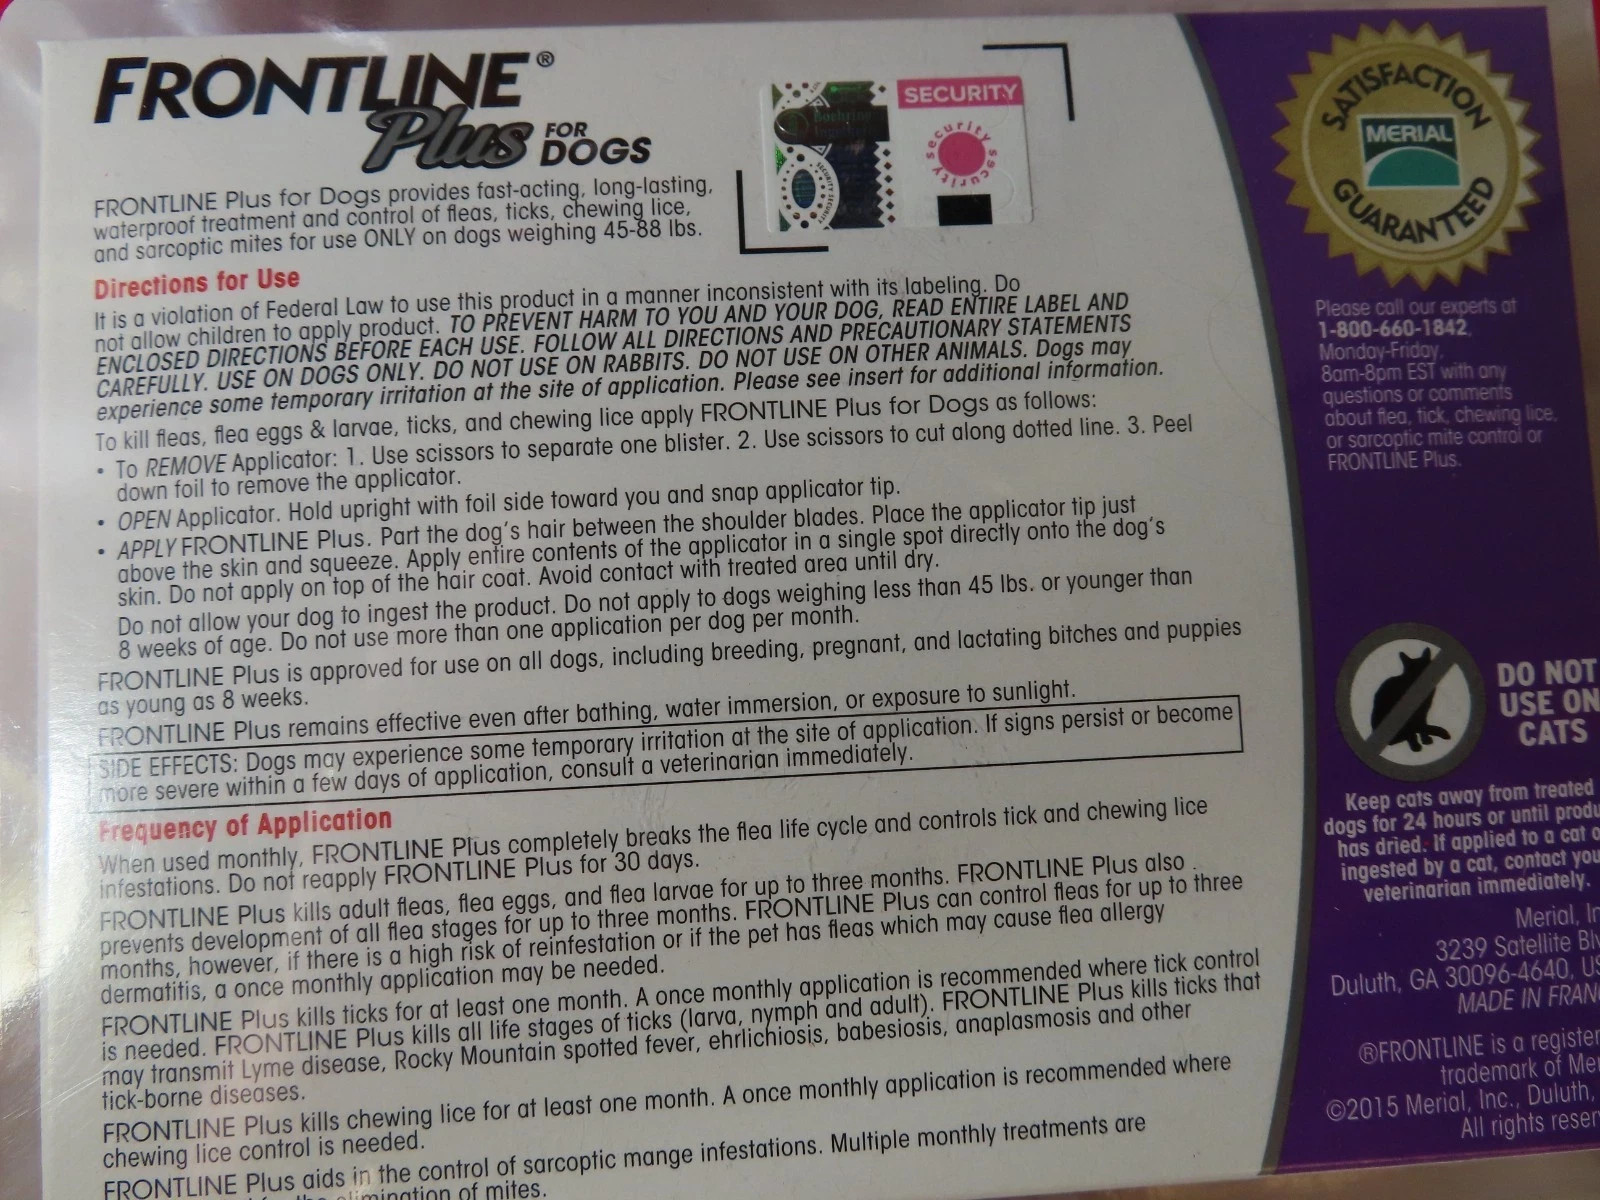 FRONTLINE®
Plus FOR
DOGS
FRONTLINE Plus for Dogs provides fast-acting, long-lasting,
waterproof treatment and control of fleas, ticks, chewing lice,
and sarcoptic mites for use ONLY on dogs weighing 45-88 lbs.
SECURITY
security security
Directions for Use
It is a violation of Federal Law to use this product in a manner inconsistent with its labeling. Do
not allow children to apply product. TO PREVENT HARM TO YOU AND YOUR DOG, READ ENTIRE LABEL AND
ENCLOSED DIRECTIONS BEFORE EACH USE. FOLLOW ALL DIRECTIONS AND PRECAUTIONARY STATEMENTS
CAREFULLY. USE ON DOGS ONLY. DO NOT USE ON RABBITS. DO NOT USE ON OTHER ANIMALS. Dogs may
experience some temporary irritation at the site of application. Please see insert for additional information.
To kill fleas, flea eggs & larvae, ticks, and chewing lice apply FRONTLINE Plus for Dogs as follows:
• To REMOVE Applicator: 1. Use scissors to separate one blister. 2. Use scissors to cut along dotted line. 3. Peel
down foil to remove the applicator.
• OPEN Applicator. Hold upright with foil side toward you and snap applicator tip.
• APPLY FRONTLINE Plus. Part the dog's hair between the shoulder blades. Place the applicator tip just
above the skin and squeeze. Apply entire contents of the applicator in a single spot directly onto the dog's
skin. Do not apply on top of the hair coat. Avoid contact with treated area until dry.
Do not allow your dog to ingest the product. Do not apply to dogs weighing less than 45 lbs. or younger than
8 weeks of age. Do not use more than one application per dog per month.
FRONTLINE Plus is approved for use on all dogs, including breeding, pregnant, and lactating bitches and puppies
as young as 8 weeks.
FRONTLINE Plus remains effective even after bathing, water immersion, or exposure to sunlight.
SIDE EFFECTS: Dogs may experience some temporary irritation at the site of application. If signs persist or become
more severe within a few days of application, consult a veterinarian immediately.
Frequency of Application
When used monthly, FRONTLINE Plus completely breaks the flea life cycle and controls tick and chewing lice
infestations. Do not reapply FRONTLINE Plus for 30 days.
FRONTLINE Plus kills adult fleas, flea eggs, and flea larvae for up to three months. FRONTLINE Plus also
prevents development of all flea stages for up to three months. FRONTLINE Plus can control fleas for up to three
months, however, if there is a high risk of reinfestation or if the pet has fleas which may cause flea allergy
dermatitis, a once monthly application may be needed.
FRONTLINE Plus kills ticks for at least one month. A once monthly application is recommended where tick control
is needed. FRONTLINE Plus kills all life stages of ticks (larva, nymph and adult). FRONTLINE Plus kills ticks that
may transmit Lyme disease, Rocky Mountain spotted fever, ehrlichiosis, babesiosis, anaplasmosis and other
tick-borne diseases.
FRONTLINE Plus kills chewing lice for at least one month. A once monthly application is recommended where
chewing lice control is needed.
FRONTLINE Plus aids in the control of sarcoptic mange infestations. Multiple monthly treatments are
of mites.
SATISFACTION
MERIAL
GUARANTEED
Please call our experts at
1-800-660-1842,
Monday-Friday,
8am-8pm EST with any
questions or comments
about flea, tick, chewing lice,
or sarcoptic mite control or
FRONTLINE Plus.
DO NOT
USE ON
CATS
Keep cats away from treated
dogs for 24 hours or until produ
has dried. If applied to a cat o
ingested by a cat, contact you
veterinarian immediately.
Merial, In
3239 Satellite Blv
Duluth, GA 30096-4640, US
MADE IN FRAN
®FRONTLINE is a register
trademark of Mer
©2015 Merial, Inc., Duluth,
All rights reser